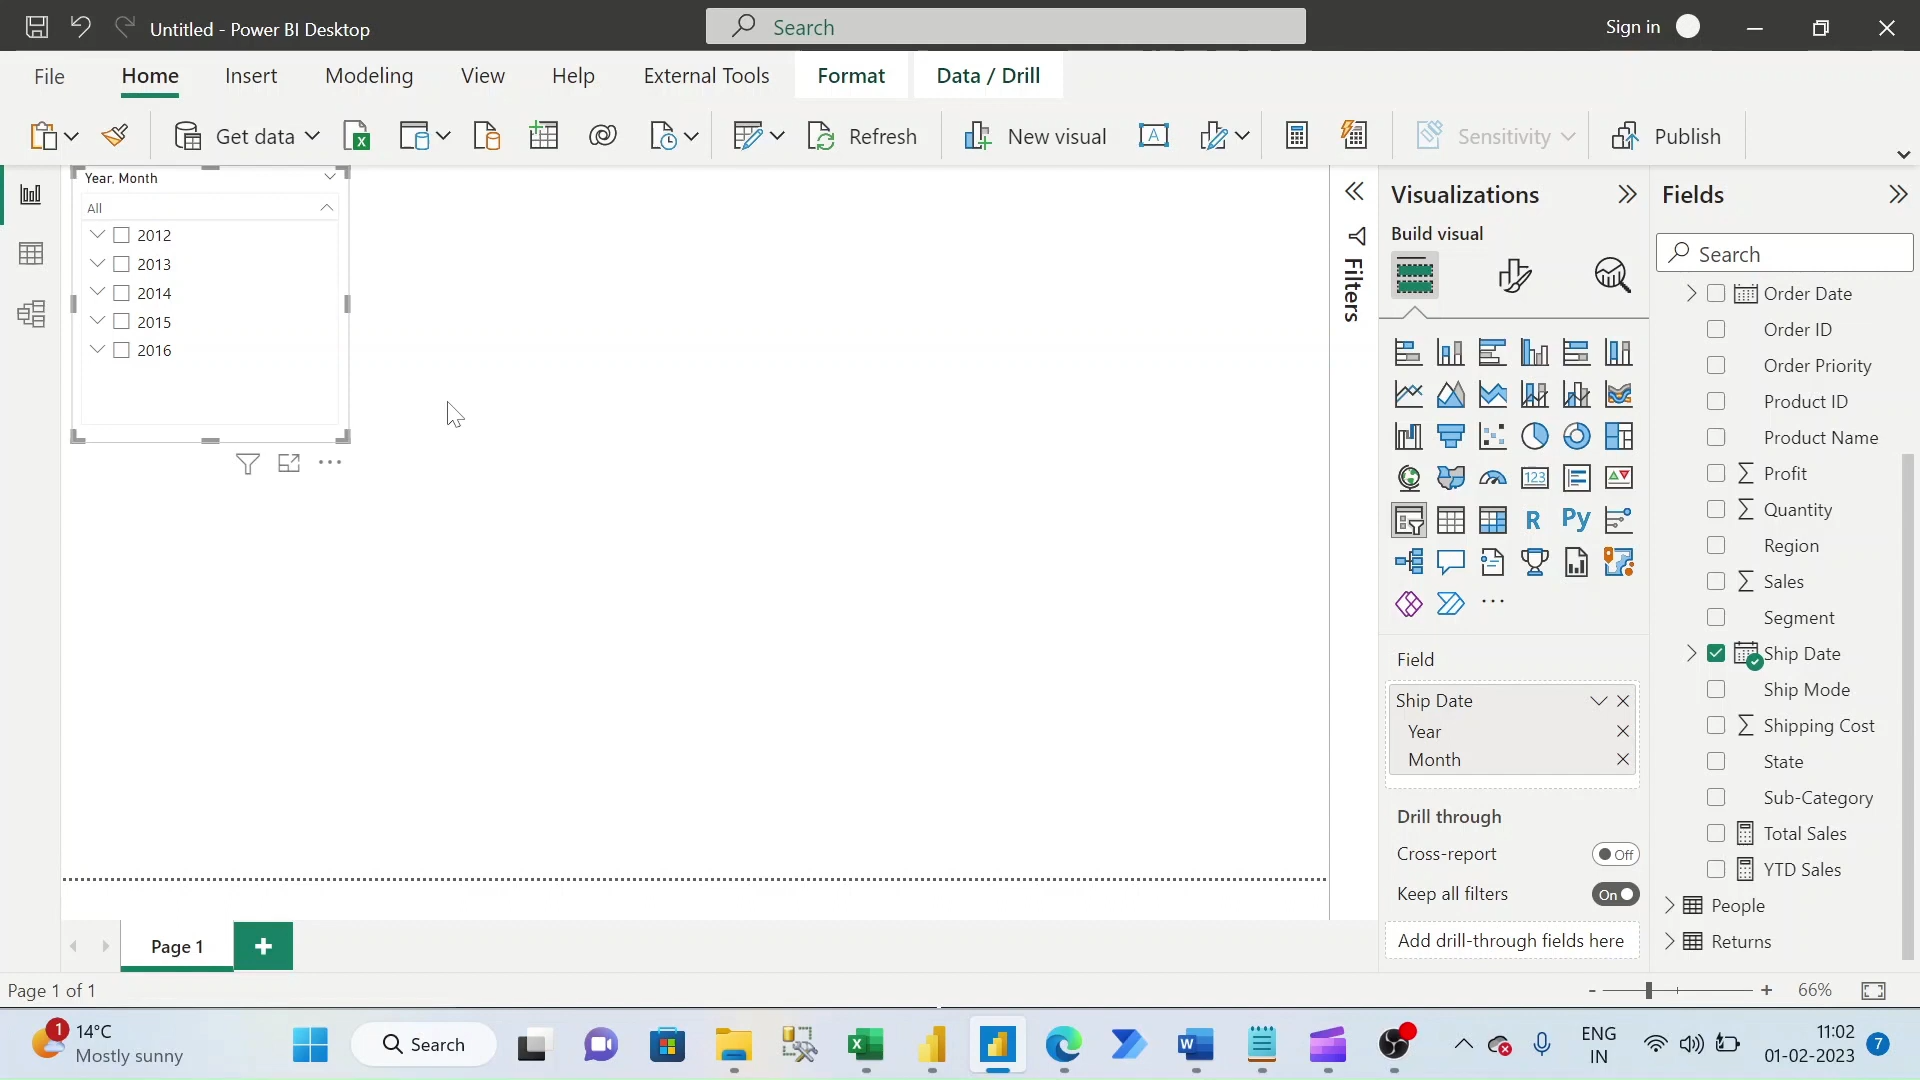 Untitled - Power BI Desktop
Search
Sign in
File
Home
Insert
Modeling
View
Help
External Tools
Format
Data / Drill
Get data
Refresh
New visual
Sensitivity
Publish
Year, Month
All
2012
2013
2014
2015
2016
Filters
Visualizations
Build visual
123
R
Py
Field
Ship Date
Year
Month
Drill through
Cross-report
Off
Keep all filters
On
Add drill-through fields here
Fields
Search
Order Date
Order ID
Order Priority
Product ID
Product Name
Profit
Quantity
Region
Sales
Segment
Ship Date
Ship Mode
Shipping Cost
State
Sub-Category
Total Sales
YTD Sales
People
Returns
Page 1
Page 1 of 1
66%
1
14°C
Mostly sunny
Search
ENG
IN
11:02
01-02-2023
7